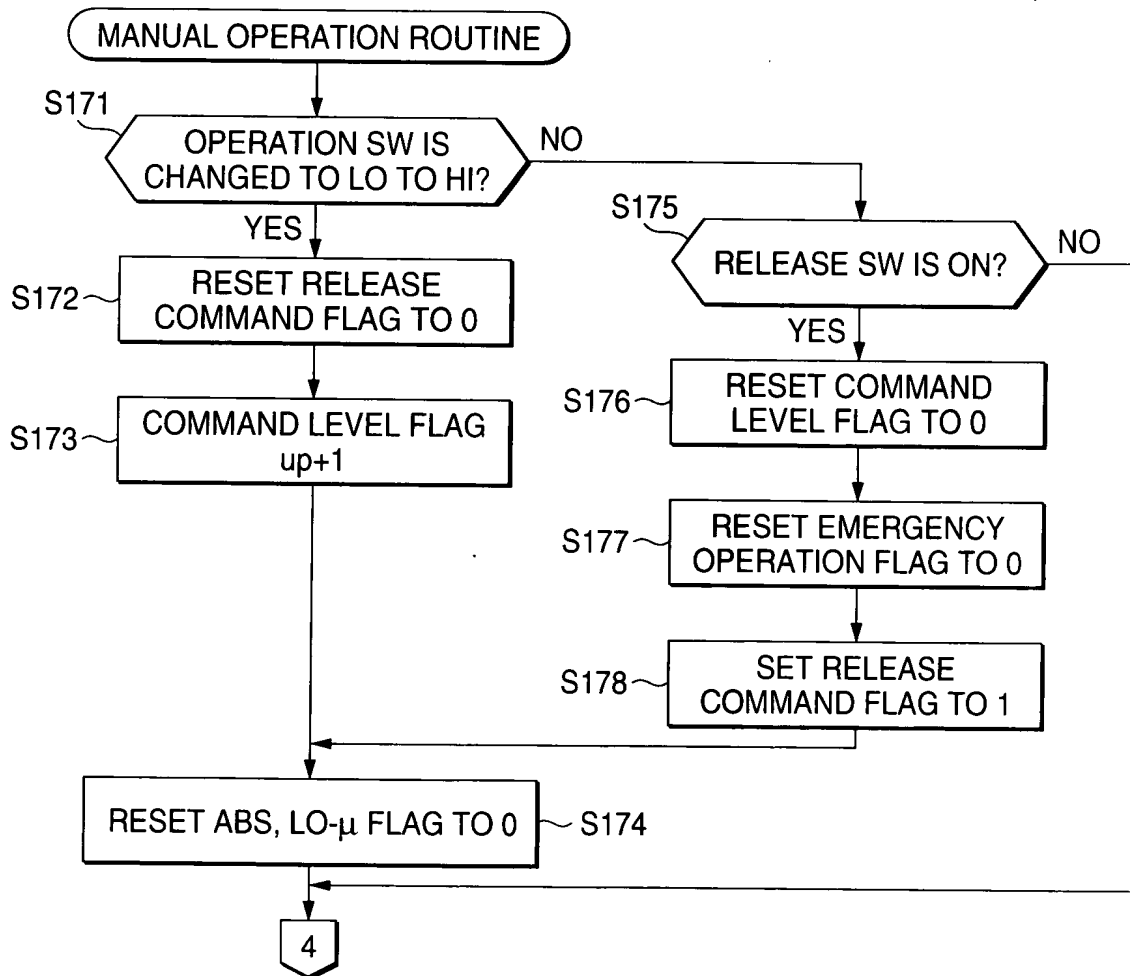 MANUAL OPERATION ROUTINE
S171
OPERATION SW IS
CHANGED TO LO TO HI?
NO
YES
S172
RESET RELEASE
COMMAND FLAG TO 0
S173
COMMAND LEVEL FLAG
up+1
S175
RELEASE SW IS ON?
NO
YES
S176
RESET COMMAND
LEVEL FLAG TO 0
S177
RESET EMERGENCY
OPERATION FLAG TO 0
S178
SET RELEASE
COMMAND FLAG TO 1
RESET ABS, LO-μ FLAG TO 0
S174
4